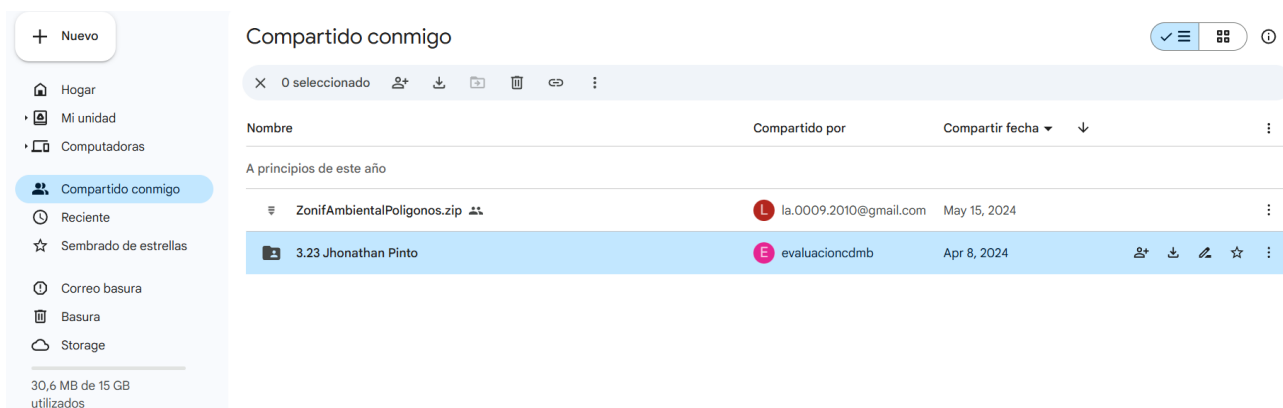 Nuevo
Hogar
Mi unidad
Computadoras
Compartido conmigo
Reciente
Sembrado de estrellas
Correo basura
Basura
Storage
30,6 MB de 15 GB
utilizados
Compartido conmigo
0 seleccionado
Nombre Compartido por Compartir fecha
A principios de este año
ZonifAmbientalPoligonos.zip L la.0009.2010@gmail.com May 15, 2024
3.23 Jhonathan Pinto E evaluacioncdmb Apr 8, 2024